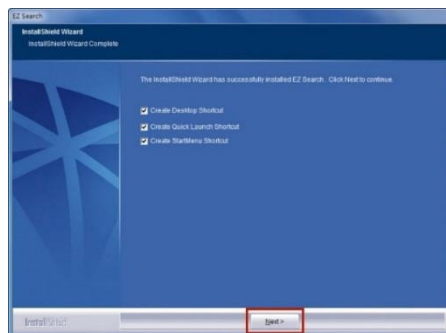 EZ Search
InstallShield Wizard
InstallShield Wizard Complete
The InstallShield Wizard has successfully installed EZ Search. Click Next to continue.
Create Desktop Shortcut
Create Quick Launch Shortcut
Create StartMenu Shortcut
InstallShield
Next >